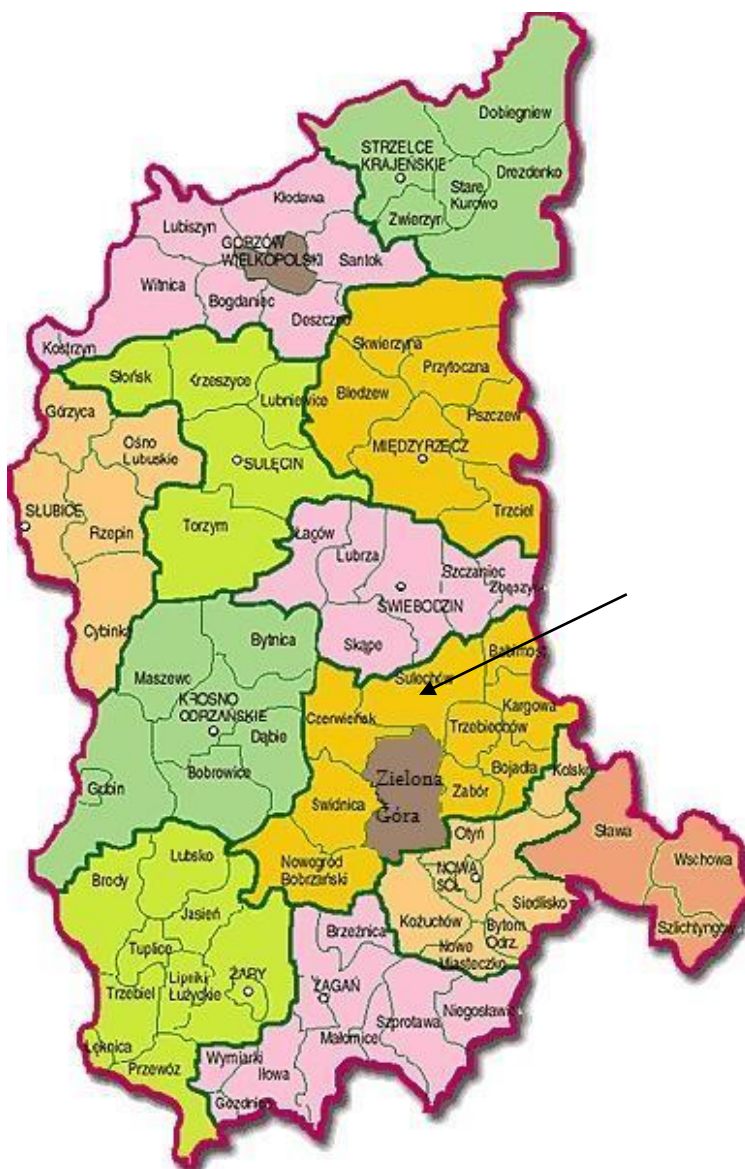 Dobiegniew
STRZELCE
KRAJEŃSKIE
Drezdenko
Stare
Kurowo
Zwierzyn
Kłodawa
Lubiszyn
GORZÓW
WIELKOPOLSKI
Santok
Witnica
Bogdaniec
Deszczno
Kostrzyn
Skwierzyna
Słońsk
Krzeszyce
Przytoczna
Lubniewice
Bledzew
Górzyca
Pszczew
Ośno
Lubuskie
MIĘDZYRZECZ
SULĘCIN
SŁUBICE
Rzepin
Torzym
Trzciel
Łagów
Lubrza
Szczaniec
Zbąszyn
ŚWIEBODZIN
Cybinka
Bytnica
Skąpe
Babimost
Maszewo
Sulechów
KROSNO
ODRZAŃSKIE
Czerwieńsk
Kargowa
Trzebiechów
Dąbie
Bobrowice
Zielona
Góra
Bojadła
Kolsko
Gubin
Zabór
Świdnica
Otyń
Sława
Lubsko
Nowogród
Bobrzański
NOWA
SÓL
Wschowa
Brody
Siedlisko
Jasień
Kożuchów
Bytom
Odrz.
Szlichtyngowa
Brzeźnica
Nowe
Miasteczko
Tuplice
Lipinki
Łużyckie
ŻARY
Trzebiel
ŻAGAŃ
Niegosławice
Szprotawa
Małomice
Łęknica
Przewóz
Wymiarki
Iłowa
Gozdnica